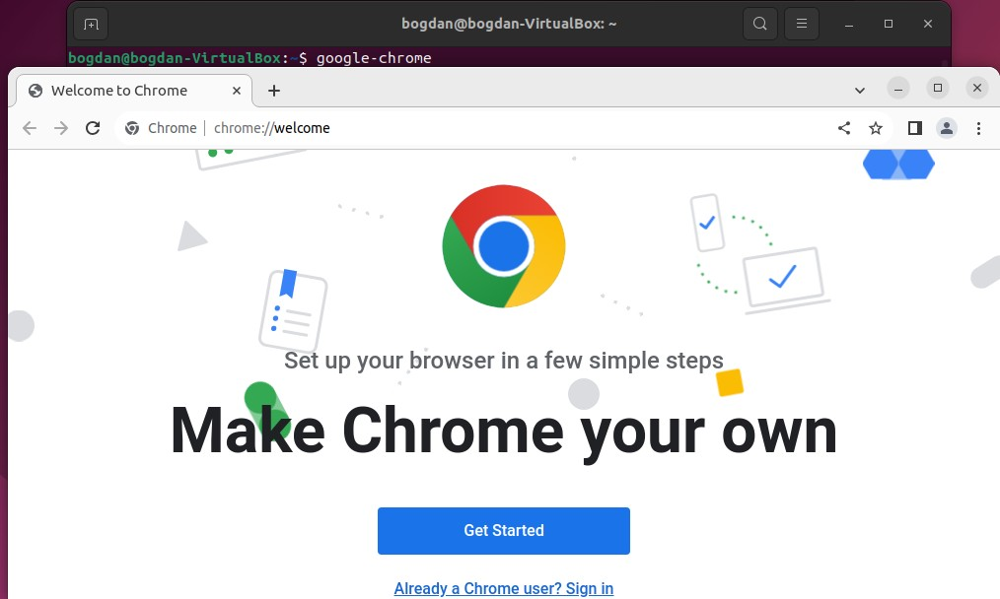 bogdan@bogdan-VirtualBox: ~
bogdan@bogdan-VirtualBox:~$ google-chrome
Welcome to Chrome
Chrome | chrome://welcome
Set up your browser in a few simple steps
Make Chrome your own
Get Started
Already a Chrome user? Sign in